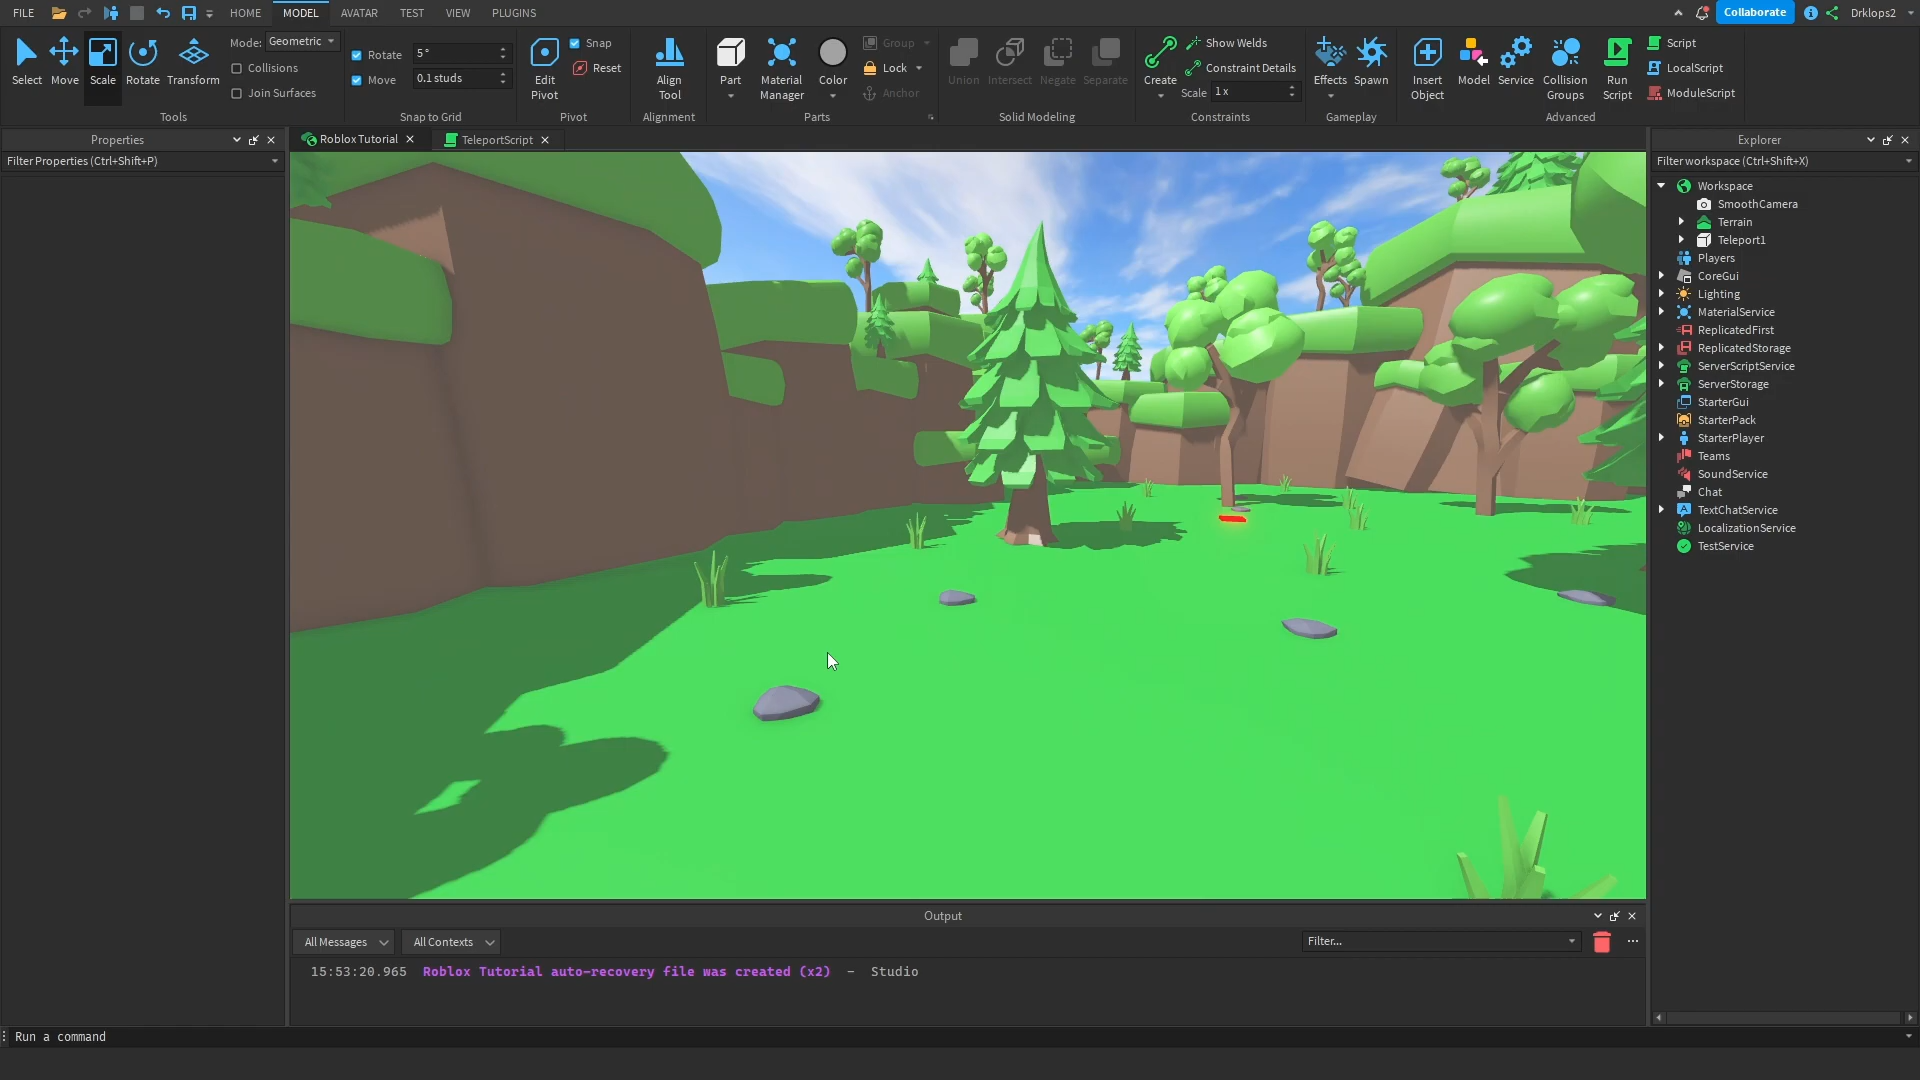 FILE HOME MODEL AVATAR TEST VIEW PLUGINS Collaborate Drklops2
Select Move Scale Rotate Transform
Mode: Geometric
Collisions
Join Surfaces
Tools
Rotate 5°
Move 0.1 studs
Snap to Grid
Edit Pivot
Snap
Reset
Pivot
Align Tool
Alignment
Part
Material Manager
Color
Group
Lock
Anchor
Parts
Union Intersect Negate Separate
Solid Modeling
Create
Show Welds
Constraint Details
Scale 1 x
Constraints
Effects Spawn
Gameplay
Insert Object
Model
Service
Collision Groups
Run Script
Script
LocalScript
ModuleScript
Advanced
Properties
Filter Properties (Ctrl+Shift+P)
Roblox Tutorial
TeleportScript
Explorer
Filter workspace (Ctrl+Shift+X)
Workspace
SmoothCamera
Terrain
Teleport1
Players
CoreGui
Lighting
MaterialService
ReplicatedFirst
ReplicatedStorage
ServerScriptService
ServerStorage
StarterGui
StarterPack
StarterPlayer
Teams
SoundService
Chat
TextChatService
LocalizationService
TestService
Output
All Messages All Contexts Filter...
15:53:20.965 Roblox Tutorial auto-recovery file was created (x2) – Studio
Run a command